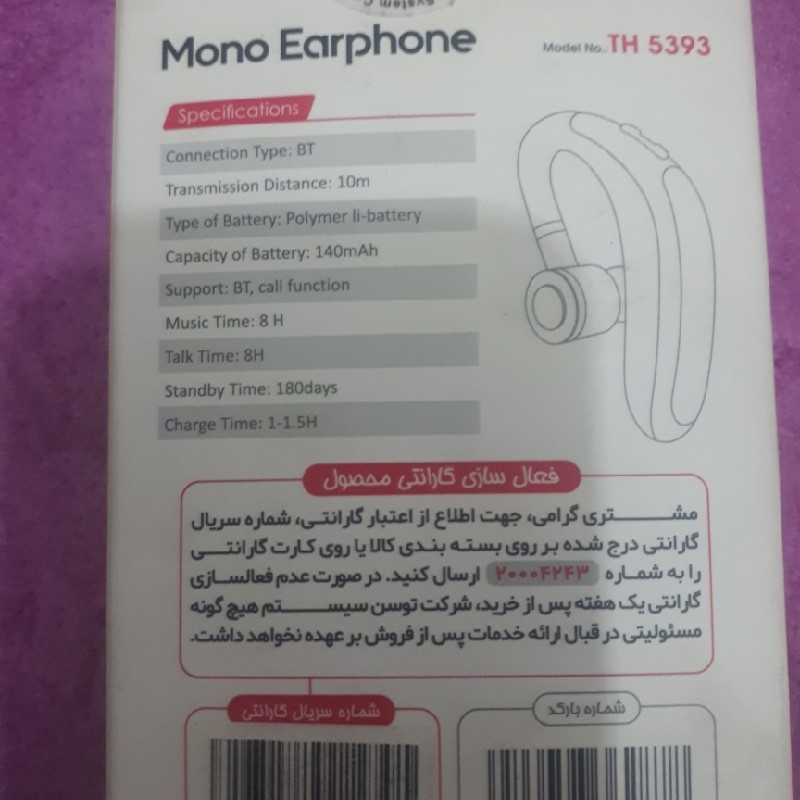 System
Mono Earphone
Model No.: TH 5393
Specifications
Connection Type: BT
Transmission Distance: 10m
Type of Battery: Polymer li-battery
Capacity of Battery: 140mAh
Support: BT, call function
Music Time: 8 H
Talk Time: 8H
Standby Time: 180days
Charge Time: 1-1.5H
فعال سازی گارانتی محصول
مشتری گرامی، جهت اطلاع از اعتبار گارانتی، شماره سریال
گارانتی درج شده بر روی بسته بندی کالا یا روی کارت گارانتی
را به شماره ۲۰۰۰۴۲۴۳ ارسال کنید. در صورت عدم فعالسازی
گارانتی یک هفته پس از خرید، شرکت توسن سیستم هیچ گونه
مسئولیتی در قبال ارائه خدمات پس از فروش بر عهده نخواهد داشت.
شماره سریال گارانتی
شماره بارکد